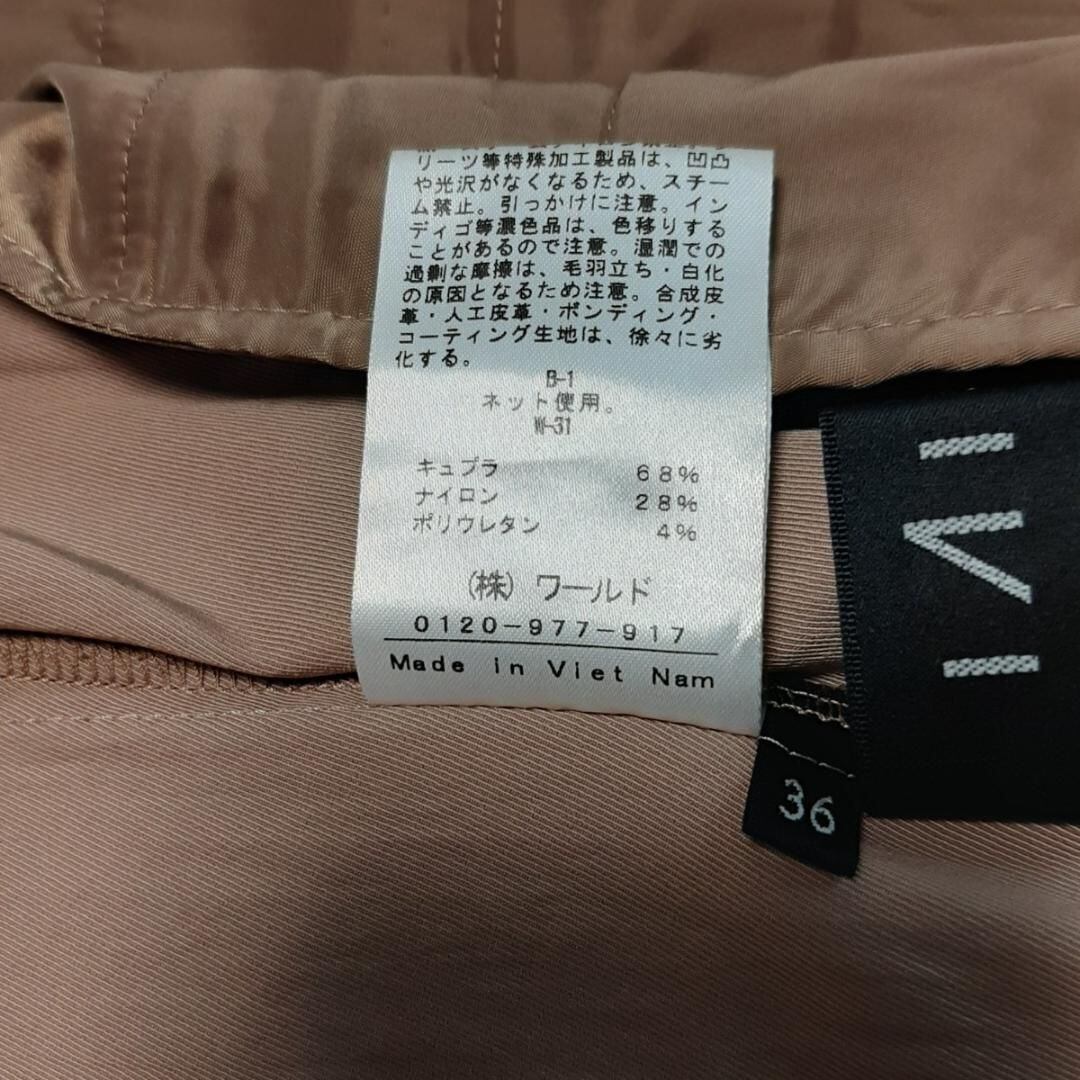 リーツ等特殊加工製品は、凹凸
や光沢がなくなるため、スチー
ム禁止。引っかけに注意。イン
ディゴ等濃色品は、色移りする
ことがあるので注意。湿潤での
過剰な摩擦は、毛羽立ち・白化
の原因となるため注意。合成皮
革・人工皮革・ボンディング・
コーティング生地は、徐々に劣
化する。
B-1
ネット使用。
W-31
キュプラ 68%
ナイロン 28%
ポリウレタン 4%
(株) ワールド
0120-977-917
Made in Viet Nam
36